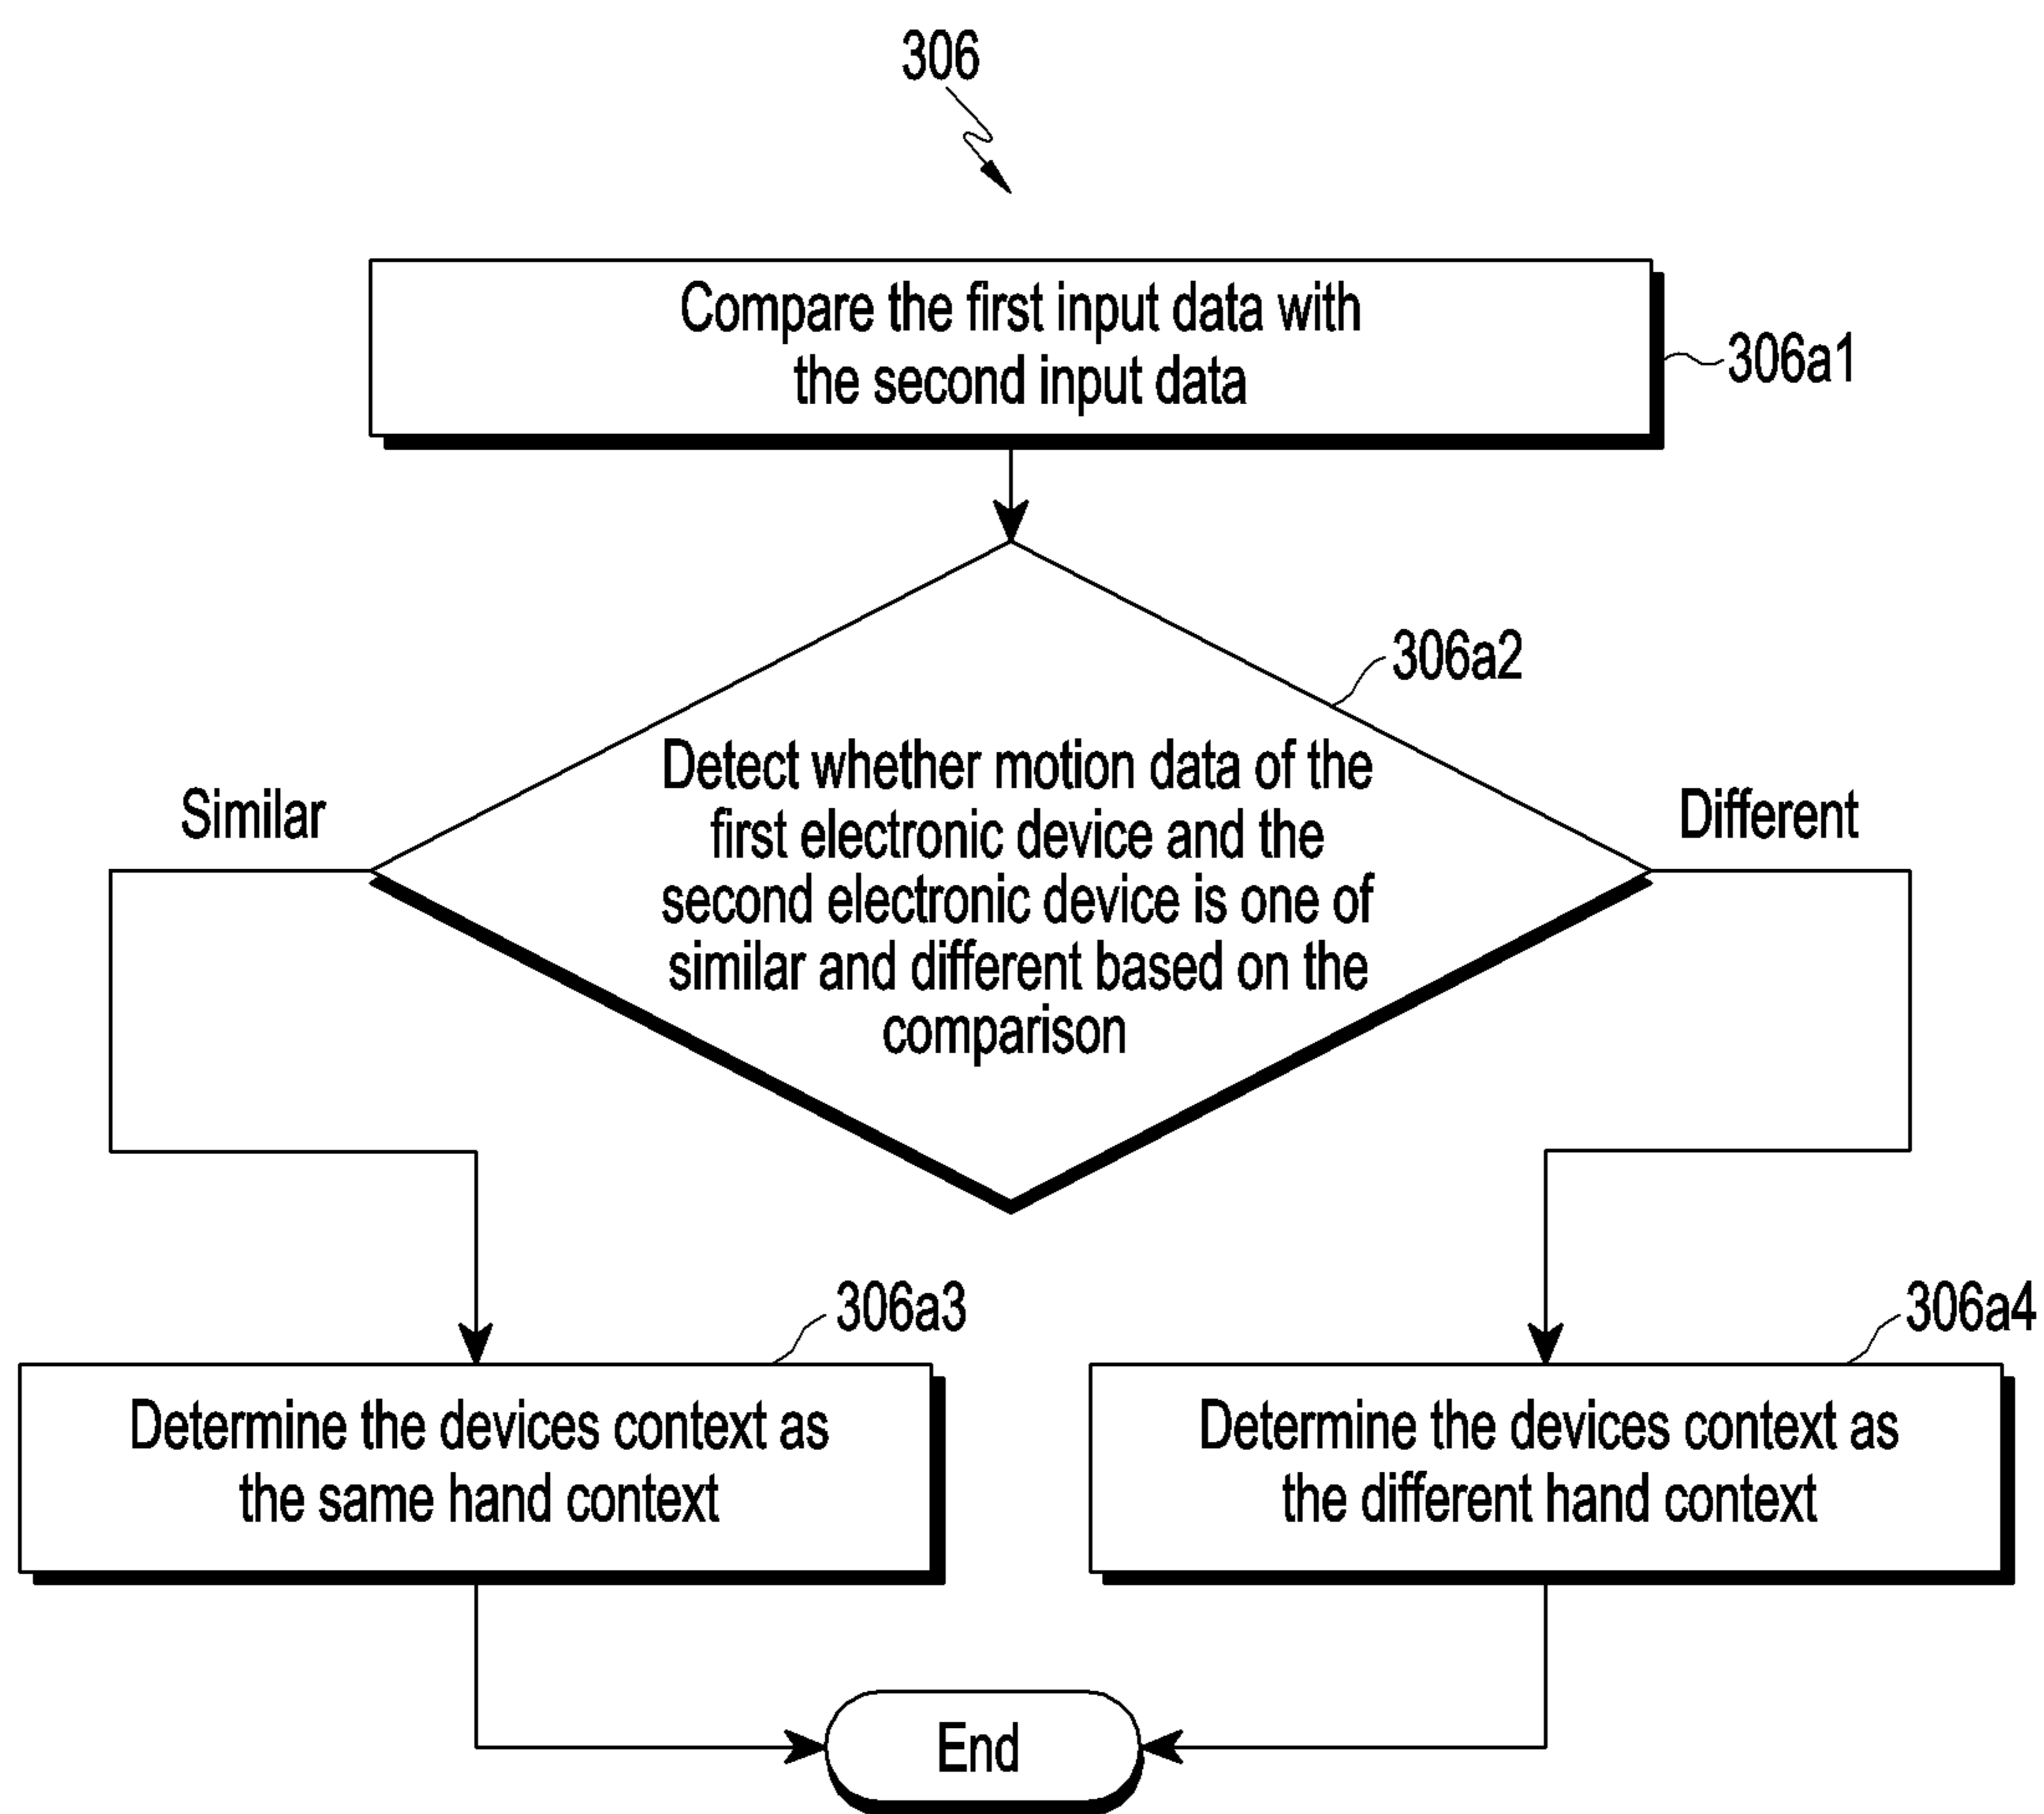 306
Compare the first input data with
the second input data
306a1
306a2
Detect whether motion data of the
first electronic device and the
second electronic device is one of
similar and different based on the
comparison
Similar
Different
306a3
Determine the devices context as
the same hand context
306a4
Determine the devices context as
the different hand context
End